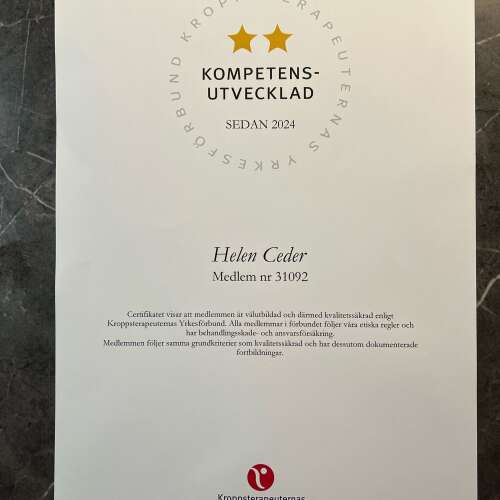 KROPPSTERAPEUTERNAS YRKESFÖRBUND
KOMPETENS-
UTVECKLAD
SEDAN 2024
Helen Ceder
Medlem nr 31092
Certifikatet visar att medlemmen är välutbildad och därmed kvalitetssäkrad enligt
Kroppsterapeuternas Yrkesförbund. Alla medlemmar i förbundet följer våra etiska regler och
har behandlingsskade- och ansvarsförsäkring.
Medlemmen följer samma grundkriterier som kvalitetssäkrad och har dessutom dokumenterade
fortbildningar.
Kroppsterapeuternas